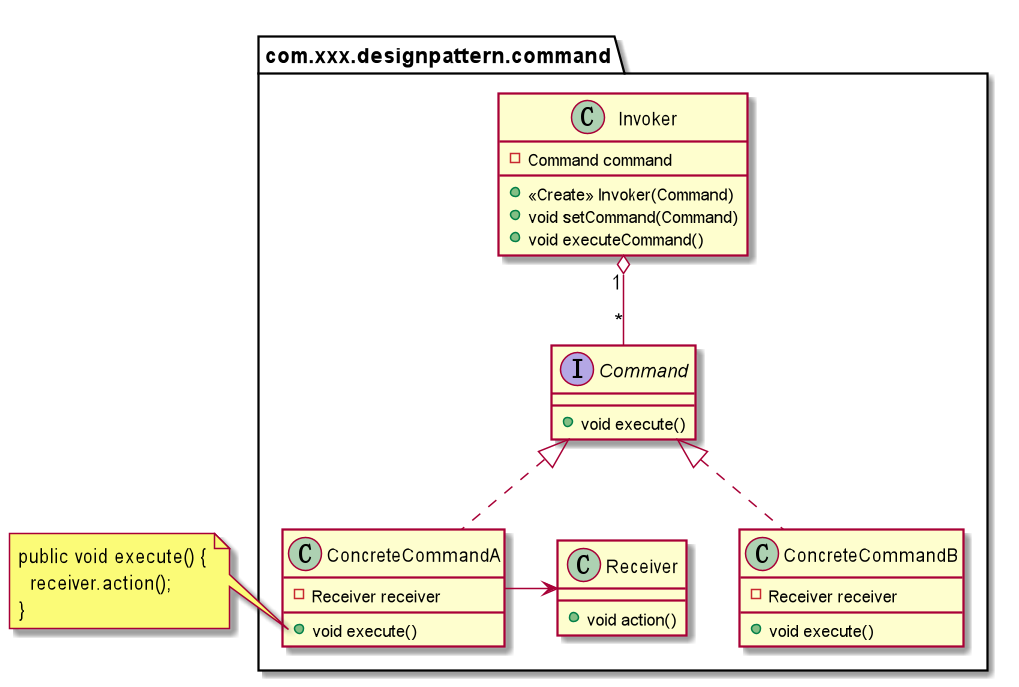 com.xxx.designpattern.command
C Invoker
Command command
«Create» Invoker(Command)
void setCommand(Command)
void executeCommand()
1
*
I Command
void execute()
public void execute() {
receiver.action();
}
C ConcreteCommandA
Receiver receiver
void execute()
C Receiver
void action()
C ConcreteCommandB
Receiver receiver
void execute()